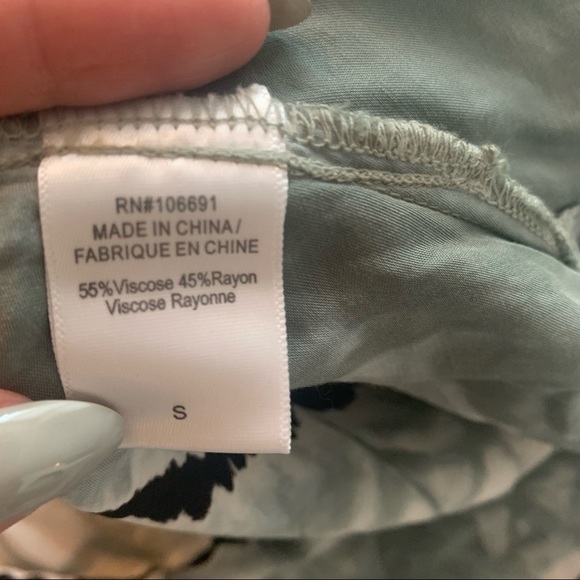 RN#106691
MADE IN CHINA/
FABRIQUE EN CHINE
55%Viscose 45%Rayon
Viscose Rayonne
S